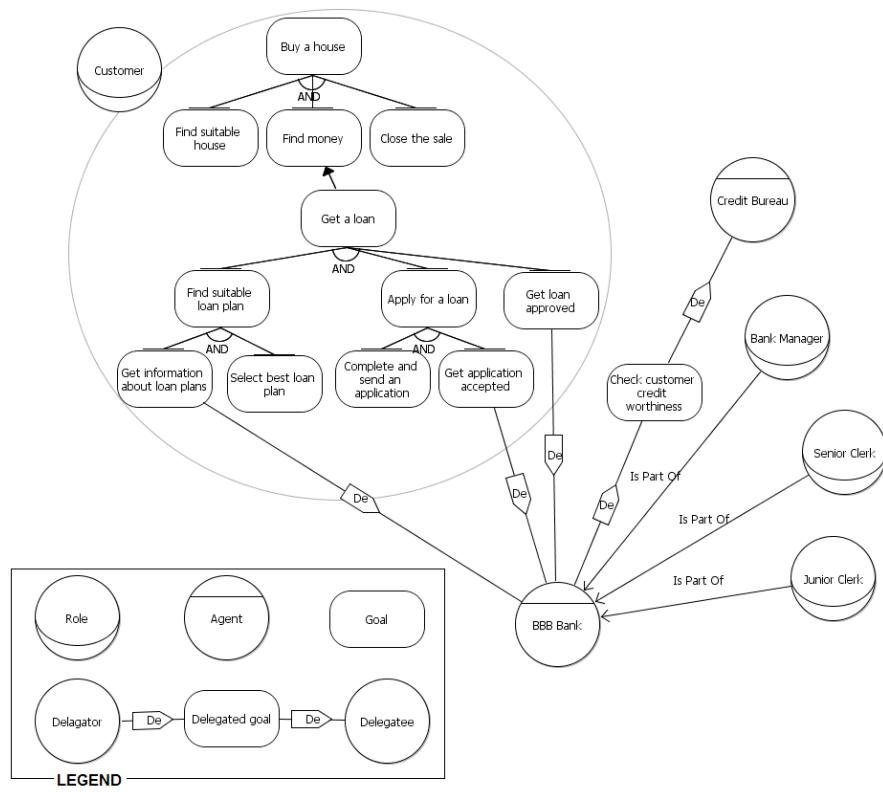 Buy a house
Customer
AND
Find suitable
house
Find money
Close the sale
Credit Bureau
Get a loan
AND
Find suitable
loan plan
Apply for a loan
Get loan
approved
De
Bank Manager
AND
AND
Get information
about loan plans
Select best loan
plan
Complete and
send an
application
Get application
accepted
Check customer
credit
worthiness
Senior Clerk
De
Is Part Of
De
De
De
Is Part Of
Is Part Of
Junior Clerk
BBB Bank
Role
Agent
Goal
Delagator
De
Delegated goal
De
Delegatee
LEGEND